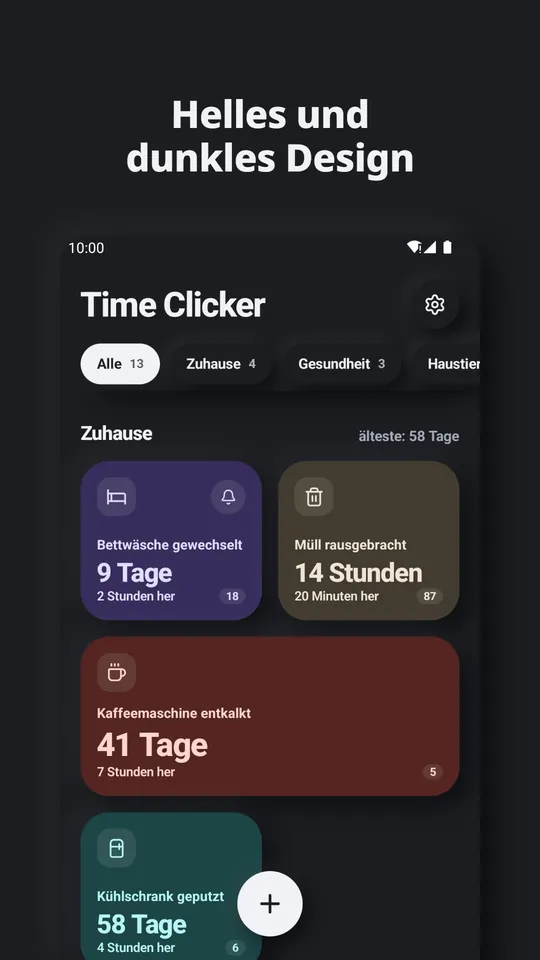 Helles und
dunkles Design
10:00
Time Clicker
Alle 13 Zuhause 4 Gesundheit 3 Haustier
Zuhause älteste: 58 Tage
Bettwäsche gewechselt
9 Tage
2 Stunden her 18
Müll rausgebracht
14 Stunden
20 Minuten her 87
Kaffeemaschine entkalkt
41 Tage
7 Stunden her 5
Kühlschrank geputzt
58 Tage
4 Stunden her 6